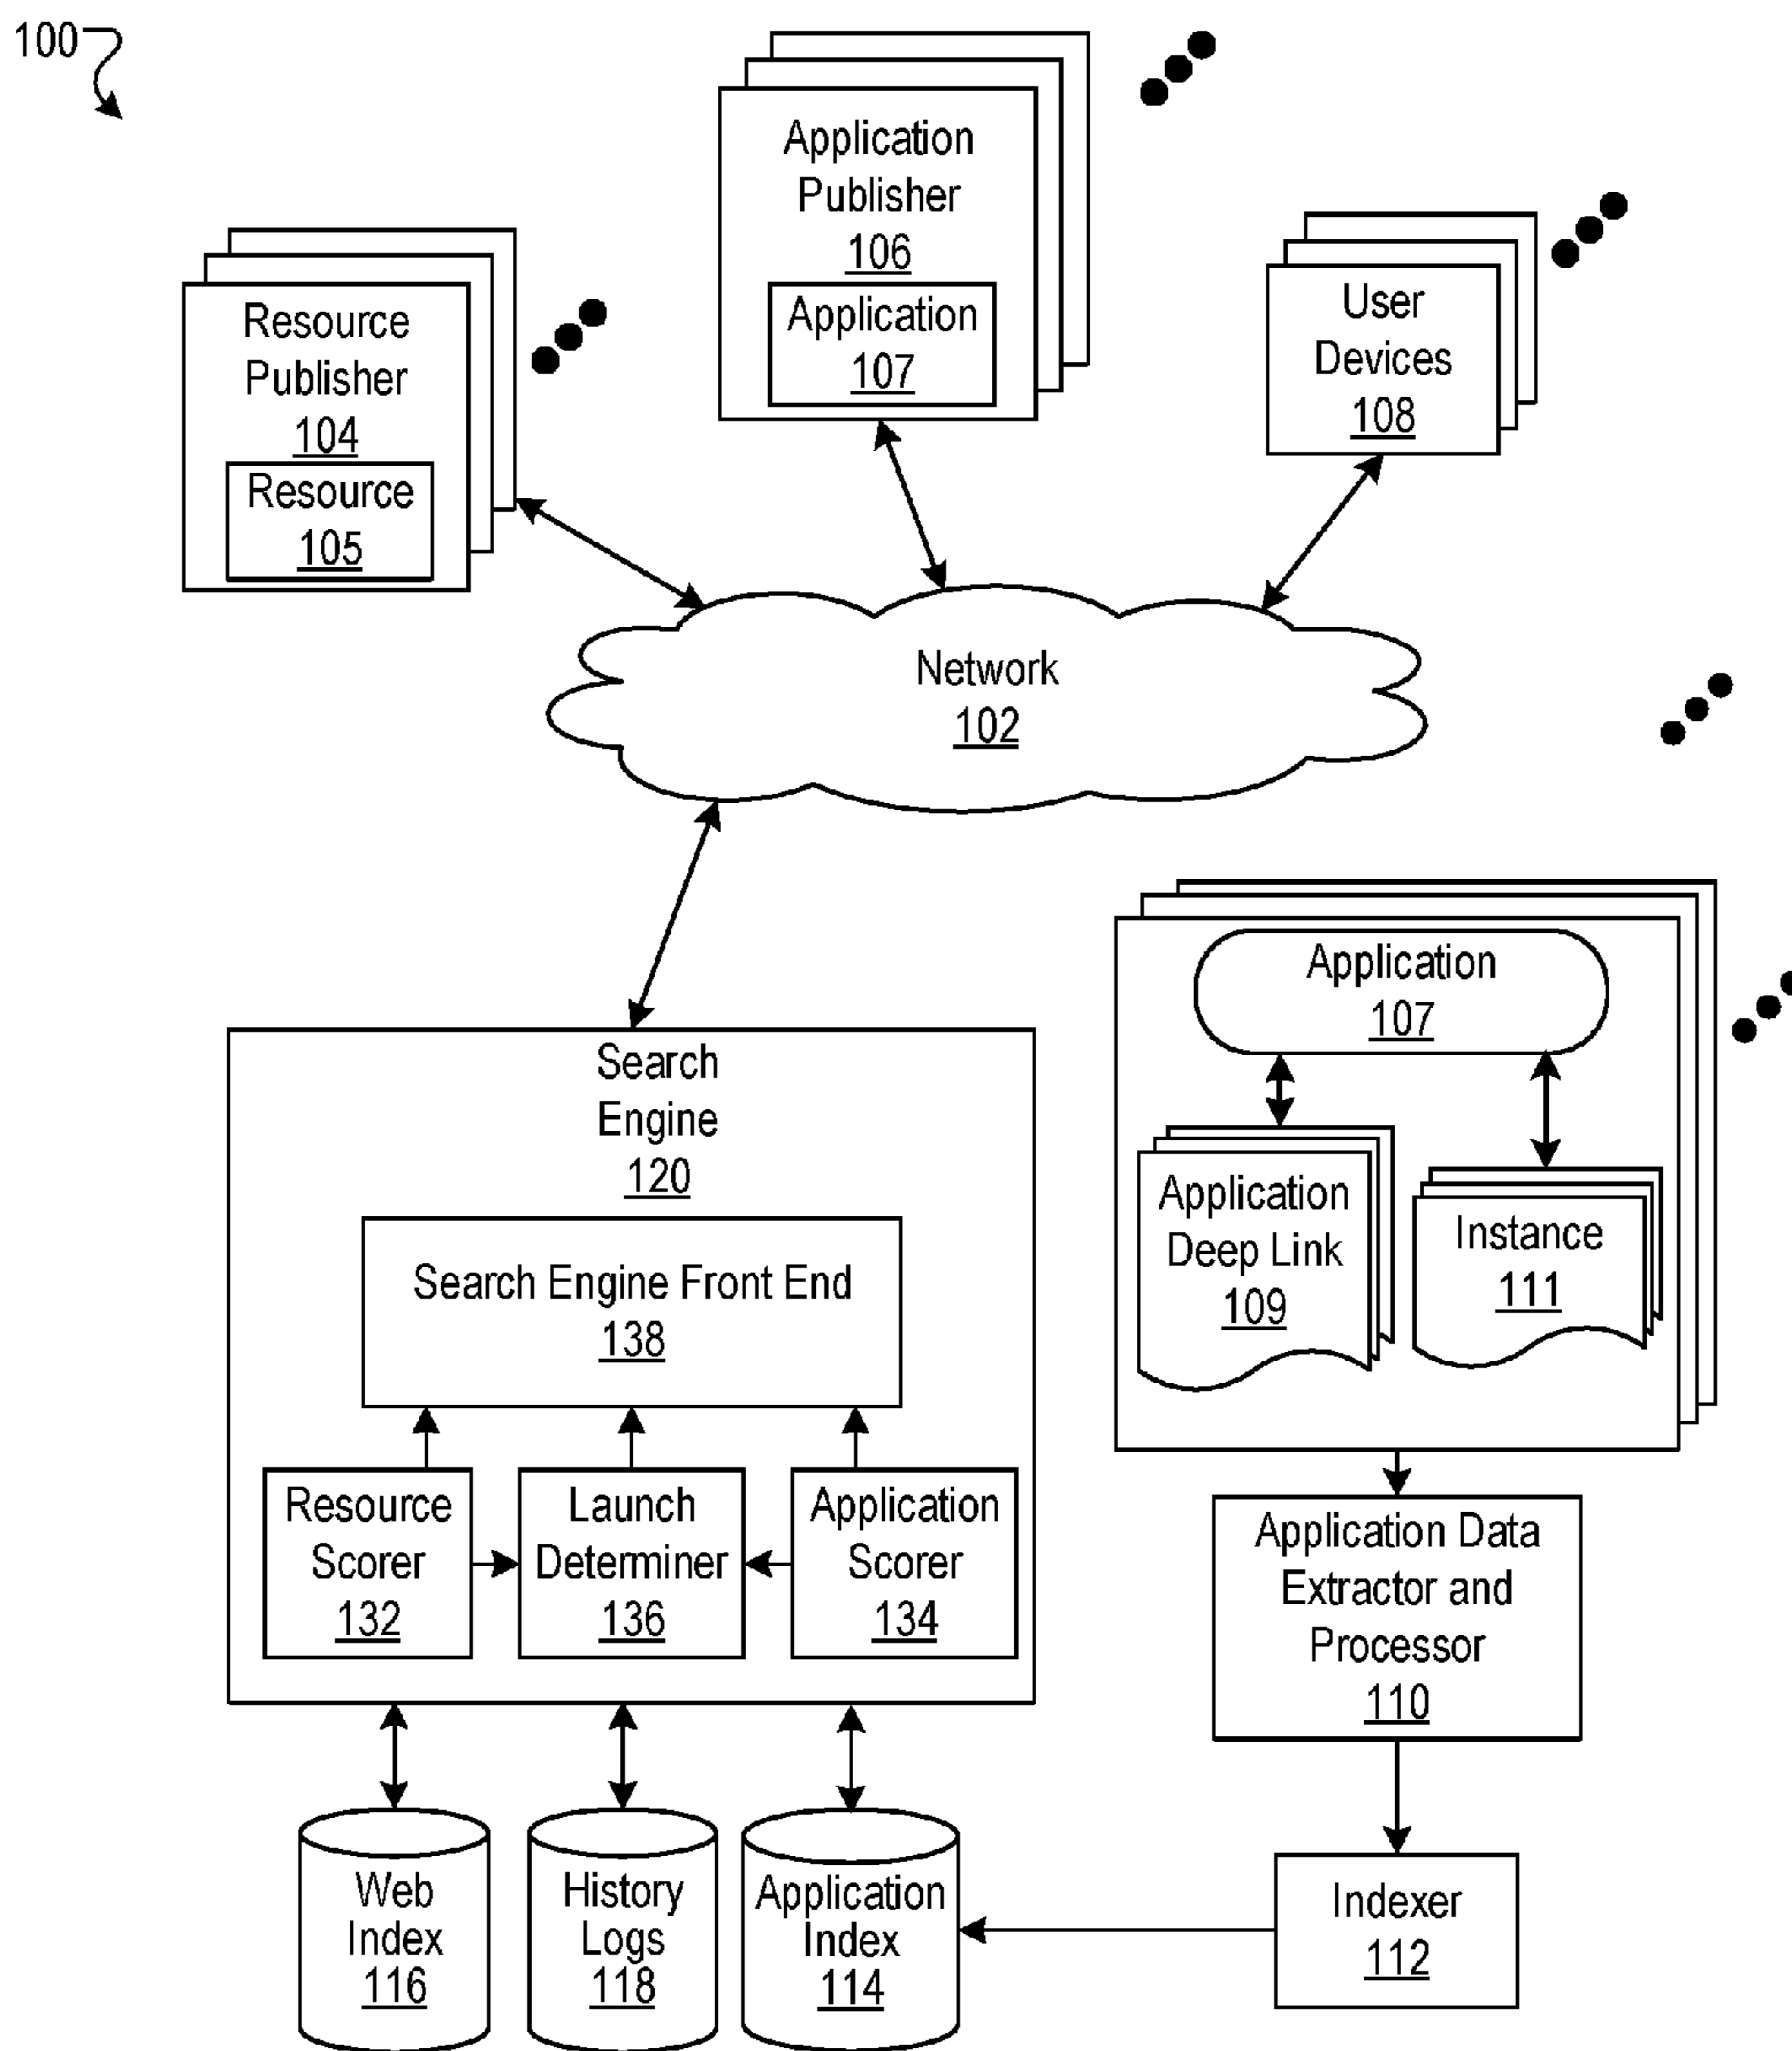 100
Application
Publisher
106
Application
107
Resource
Publisher
104
Resource
105
User
Devices
108
Network
102
Application
107
Application
Deep Link
109
Instance
111
Search
Engine
120
Search Engine Front End
138
Resource
Scorer
132
Launch
Determiner
136
Application
Scorer
134
Application Data
Extractor and
Processor
110
Web
Index
116
History
Logs
118
Application
Index
114
Indexer
112